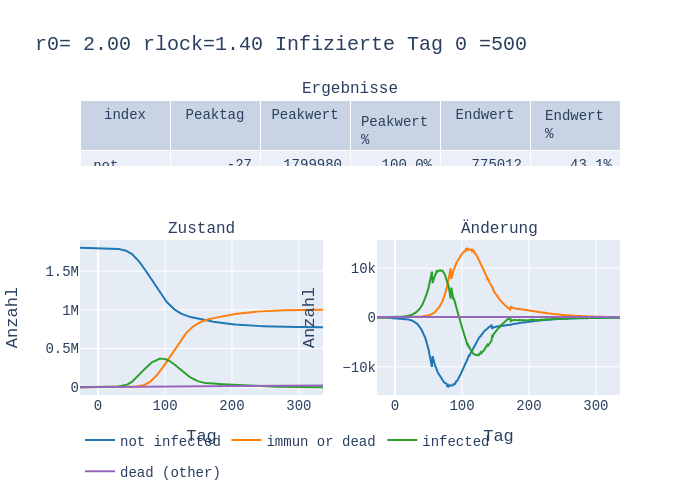 r0= 2.00 rlock=1.40 Infizierte Tag 0 =500
Ergebnisse
index Peaktag Peakwert Peakwert % Endwert Endwert %
not -27 1799980 100.0% 775012 43.1%
Zustand
Anzahl
1.5M
1M
0.5M
0
0 100 200 300
Tag
Änderung
Anzahl
10k
0
−10k
0 100 200 300
Tag
not infected immun or dead infected
dead (other)